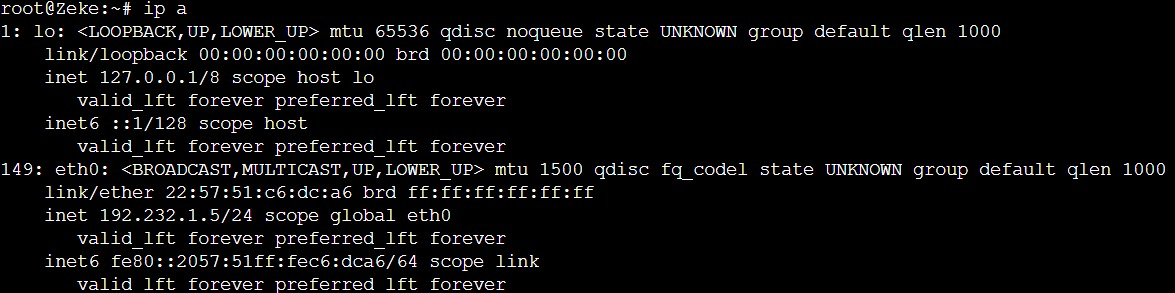 root@Zeke:~# ip a
1: lo: <LOOPBACK,UP,LOWER_UP> mtu 65536 qdisc noqueue state UNKNOWN group default qlen 1000
    link/loopback 00:00:00:00:00:00 brd 00:00:00:00:00:00
    inet 127.0.0.1/8 scope host lo
       valid_lft forever preferred_lft forever
    inet6 ::1/128 scope host
       valid_lft forever preferred_lft forever
149: eth0: <BROADCAST,MULTICAST,UP,LOWER_UP> mtu 1500 qdisc fq_codel state UNKNOWN group default qlen 1000
    link/ether 22:57:51:c6:dc:a6 brd ff:ff:ff:ff:ff:ff
    inet 192.232.1.5/24 scope global eth0
       valid_lft forever preferred_lft forever
    inet6 fe80::2057:51ff:fec6:dca6/64 scope link
       valid_lft forever preferred_lft forever